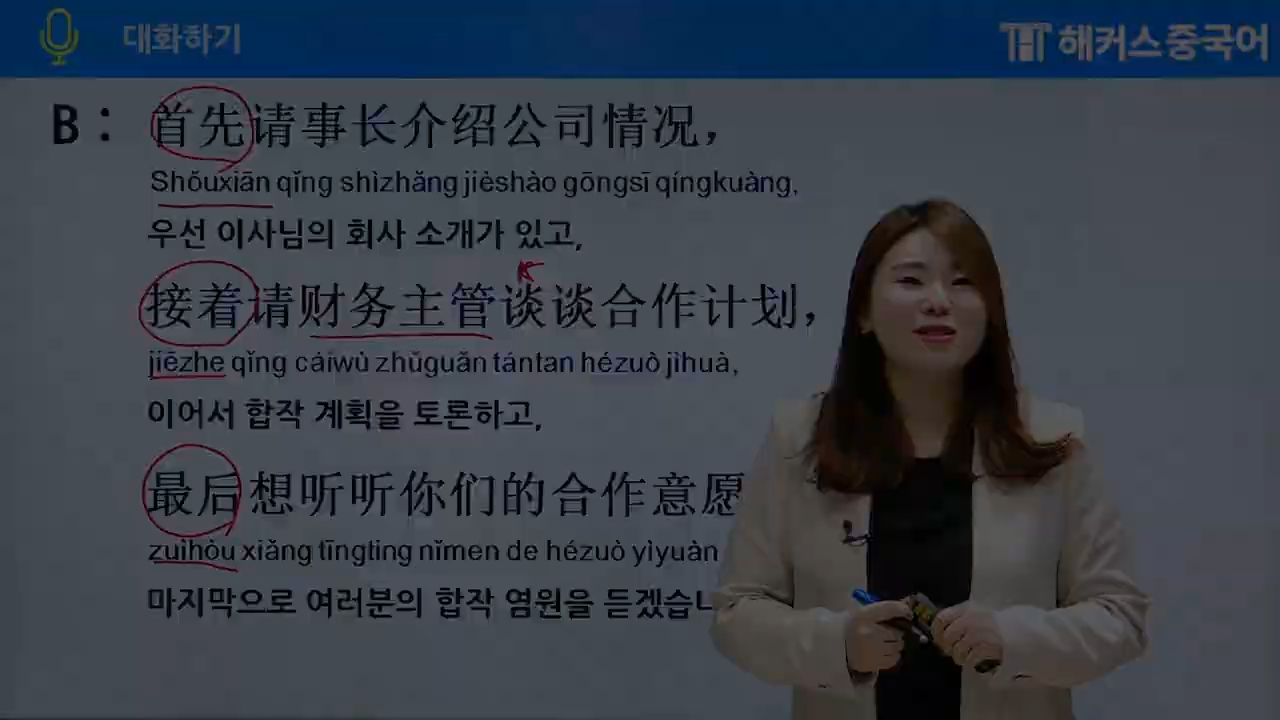 대화하기
해커스 중국어
B : 首先请事长介绍公司情况，
Shǒuxiān qǐng shìzhǎng jièshào gōngsī qíngkuàng,
우선 이사님의 회사 소개가 있고,
接着请财务主管谈谈合作计划，
jiēzhe qǐng cáiwù zhǔguǎn tántan hézuò jìhuà,
이어서 합작 계획을 토론하고,
最后想听听你们的合作意愿
zuìhòu xiǎng tīngting nǐmen de hézuò yìyuàn
마지막으로 여러분의 합작 염원을 듣겠습